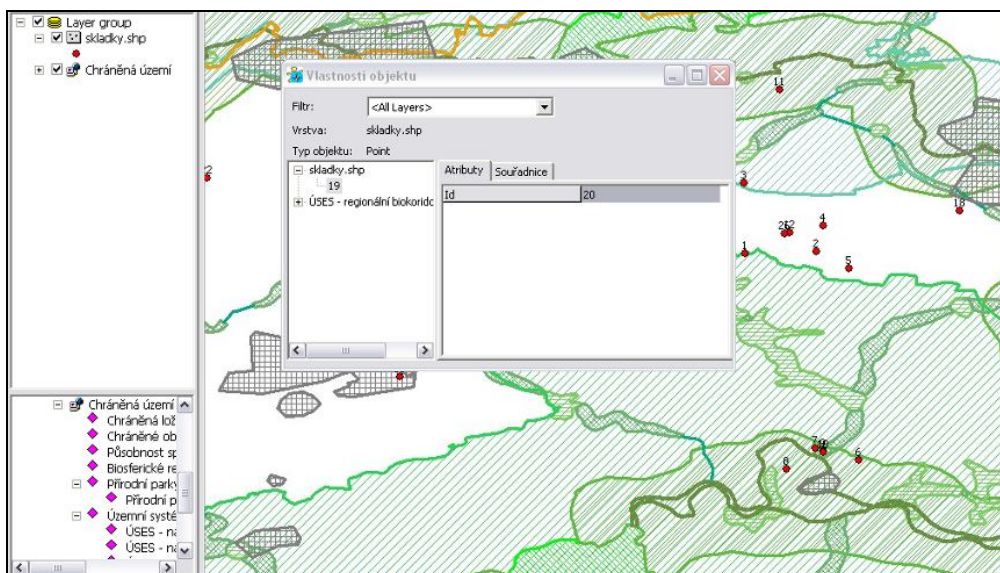 Layer group
skladky.shp
Chráněná území
Vlastnosti objektu
Filtr: <All Layers>
Vrstva: skladky.shp
Typ objektu: Point
skladky.shp
19
ÚSES - regionální biokoridc
Atributy Souřadnice
Id 20
11
3
18
4
2
1
5
7
6
8
Chráněná území
Chráněná lož
Chráněné ob
Působnost sp
Biosferické re
Přírodní parky
Přírodní p
Územní systé
ÚSES - na
ÚSES - na